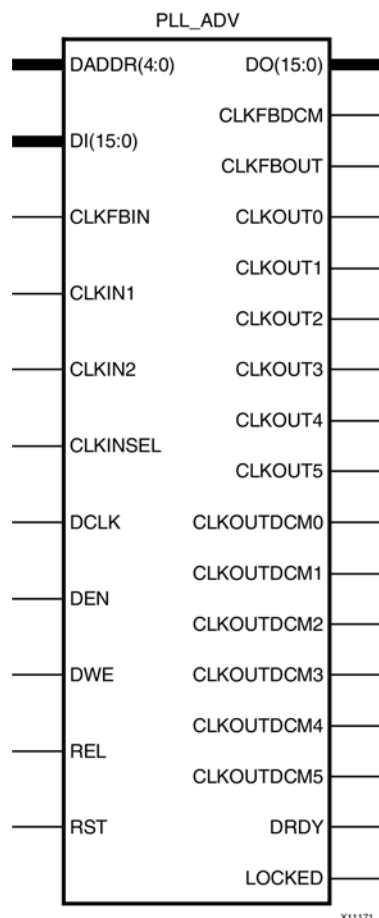 PLL_ADV
DADDR(4:0)
DO(15:0)
CLKFBDCM
DI(15:0)
CLKFBOUT
CLKFBIN
CLKOUT0
CLKOUT1
CLKIN1
CLKOUT2
CLKIN2
CLKOUT3
CLKOUT4
CLKINSEL
CLKOUT5
DCLK
CLKOUTDCM0
CLKOUTDCM1
DEN
CLKOUTDCM2
DWE
CLKOUTDCM3
CLKOUTDCM4
REL
CLKOUTDCM5
RST
DRDY
LOCKED
X11171